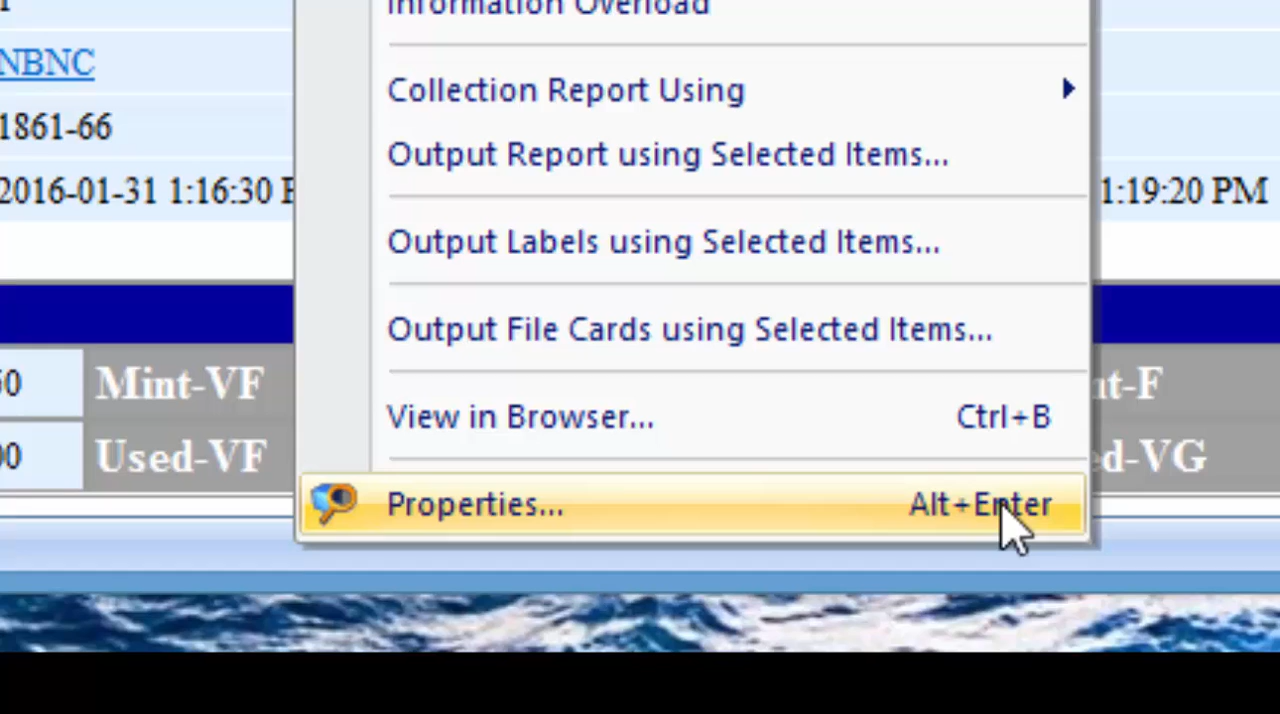 Information Overload
NBNC
Collection Report Using
1861-66
Output Report using Selected Items...
2016-01-31 1:16:30
1:19:20 PM
Output Labels using Selected Items...
Output File Cards using Selected Items...
Mint-VF
View in Browser... Ctrl+B
Used-VF
Properties... Alt+Enter